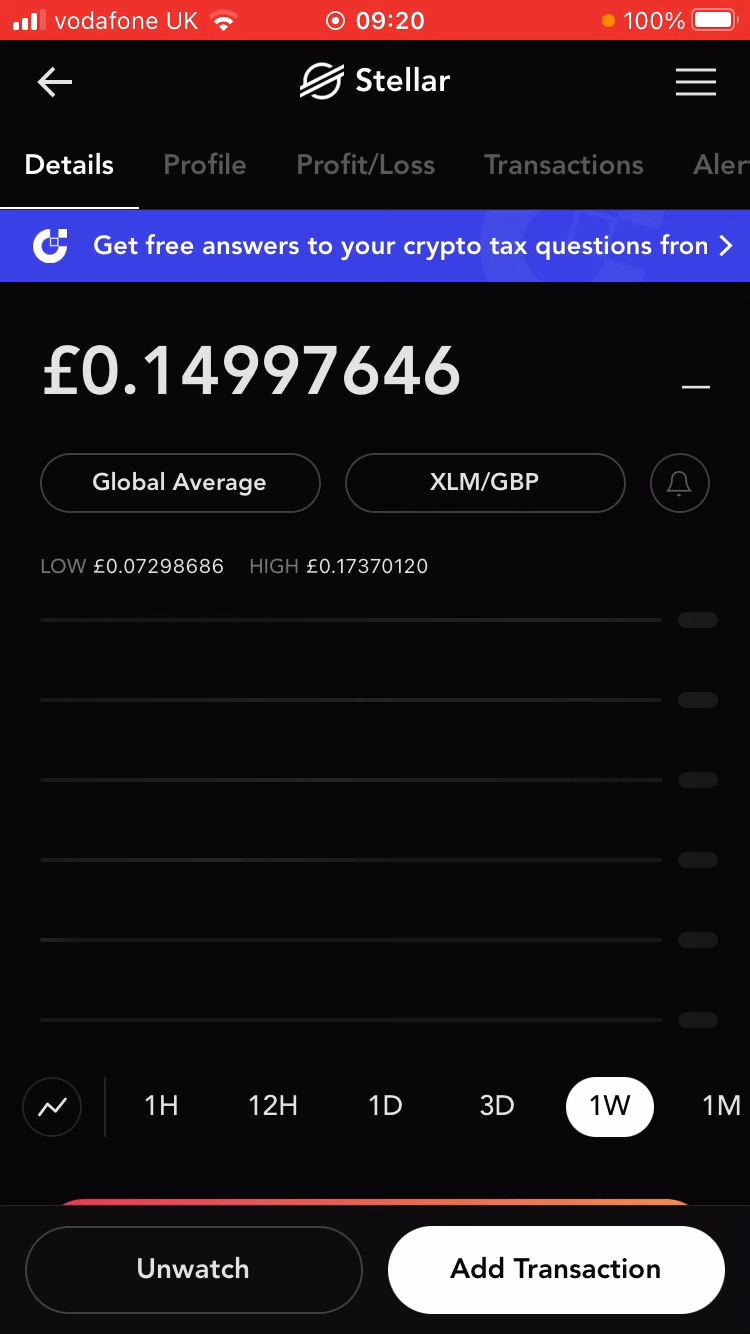 vodafone UK 09:20 100%
Stellar
Details Profile Profit/Loss Transactions Aler
Get free answers to your crypto tax questions fron
£0.14997646
Global Average XLM/GBP
LOW £0.07298686 HIGH £0.17370120
1H 12H 1D 3D 1W 1M
Unwatch Add Transaction